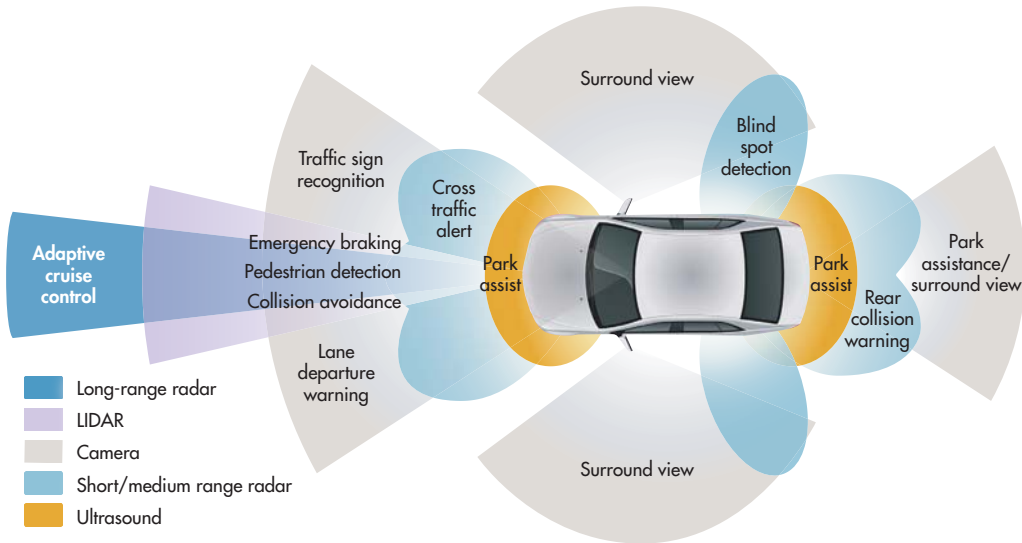 Surround view
Blind
spot
detection
Traffic sign
recognition
Cross
traffic
alert
Adaptive
cruise
control
Emergency braking
Pedestrian detection
Collision avoidance
Park
assist
Park
assist
Park
assistance/
surround view
Rear
collision
warning
Lane
departure
warning
Surround view
Long-range radar
LIDAR
Camera
Short/medium range radar
Ultrasound